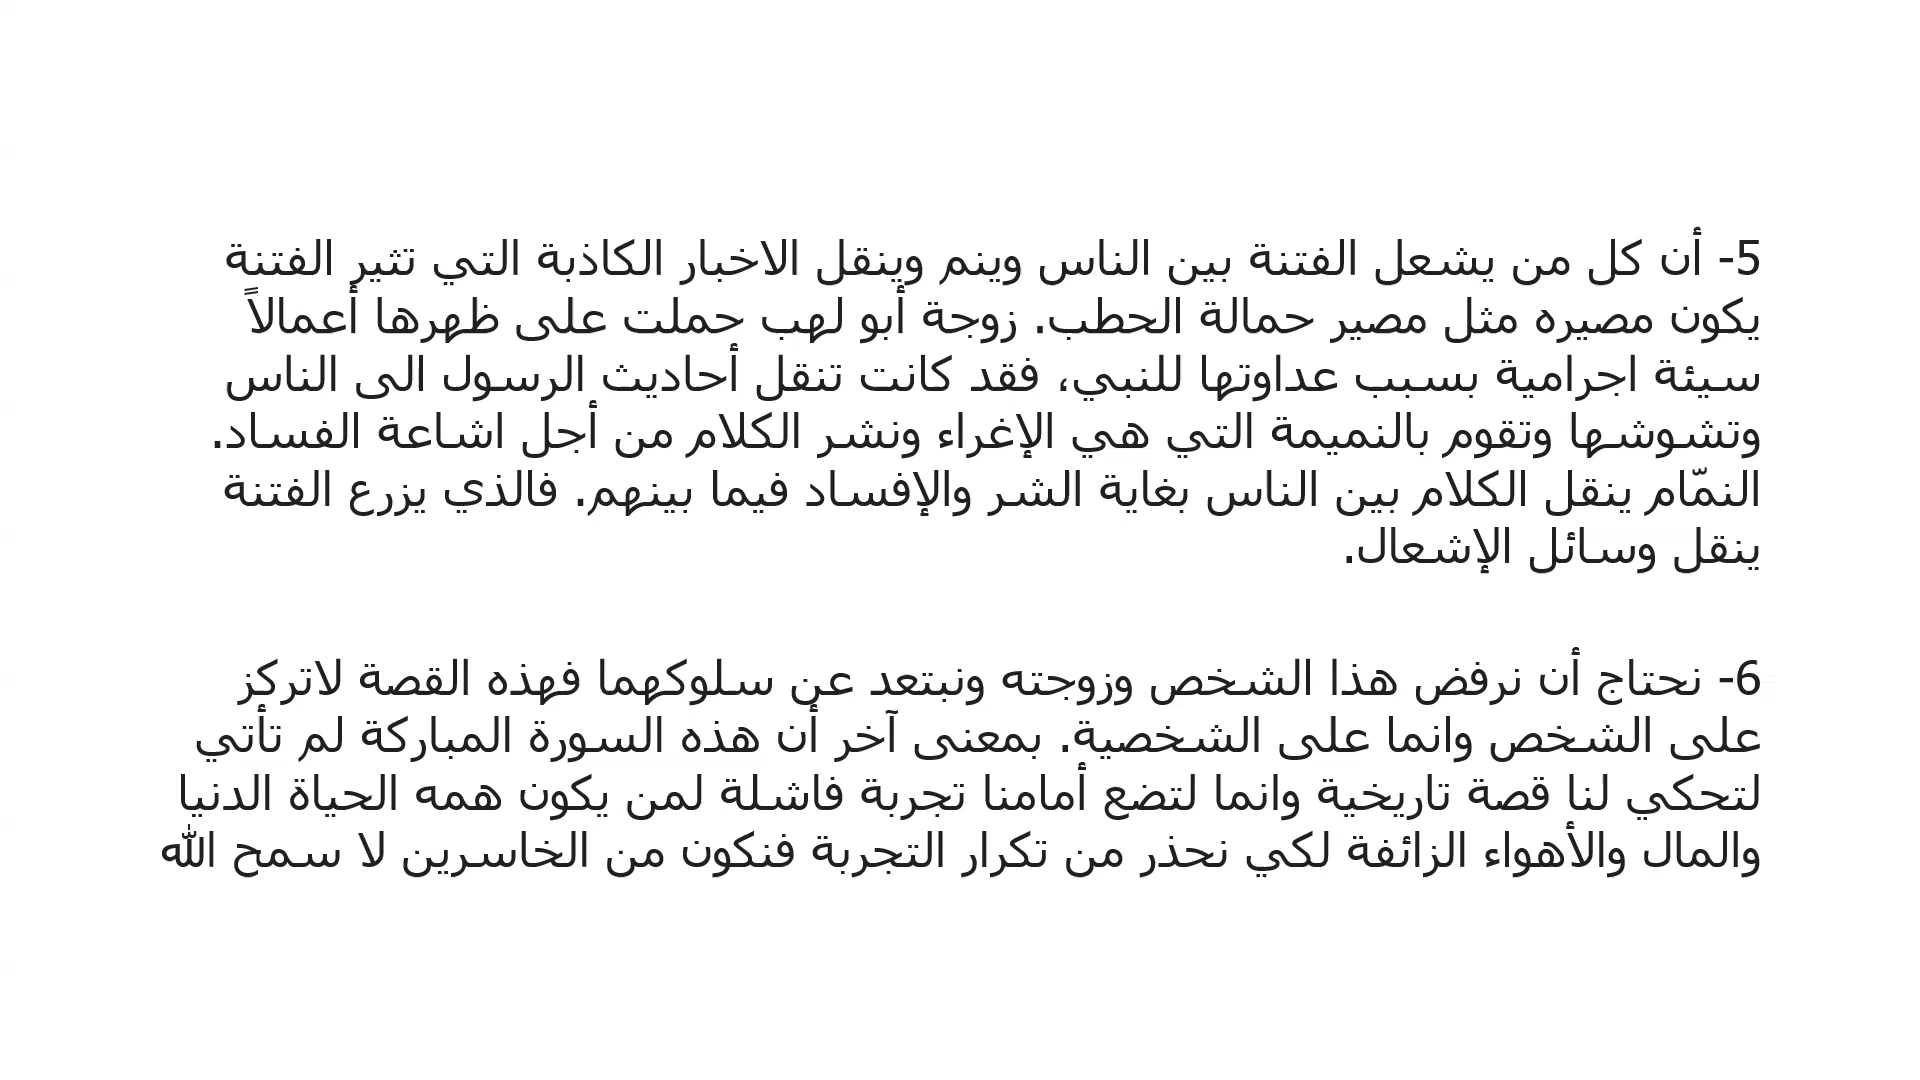 5- أن كل من يشعل الفتنة بين الناس وينم وينقل الاخبار الكاذبة التي تثير الفتنة
يكون مصيره مثل مصير حمالة الحطب. زوجة أبو لهب حملت على ظهرها أعمالاً
سيئة اجرامية بسبب عداوتها للنبي، فقد كانت تنقل أحاديث الرسول الى الناس
وتشوشها وتقوم بالنميمة التي هي الإغراء ونشر الكلام من أجل اشاعة الفساد.
النمّام ينقل الكلام بين الناس بغاية الشر والإفساد فيما بينهم. فالذي يزرع الفتنة
ينقل وسائل الإشعال.
6- نحتاج أن نرفض هذا الشخص وزوجته ونبتعد عن سلوكهما فهذه القصة لاتركز
على الشخص وانما على الشخصية. بمعنى آخر أن هذه السورة المباركة لم تأتي
لتحكي لنا قصة تاريخية وانما لتضع أمامنا تجربة فاشلة لمن يكون همه الحياة الدنيا
والمال والأهواء الزائفة لكي نحذر من تكرار التجربة فنكون من الخاسرين لا سمح الله